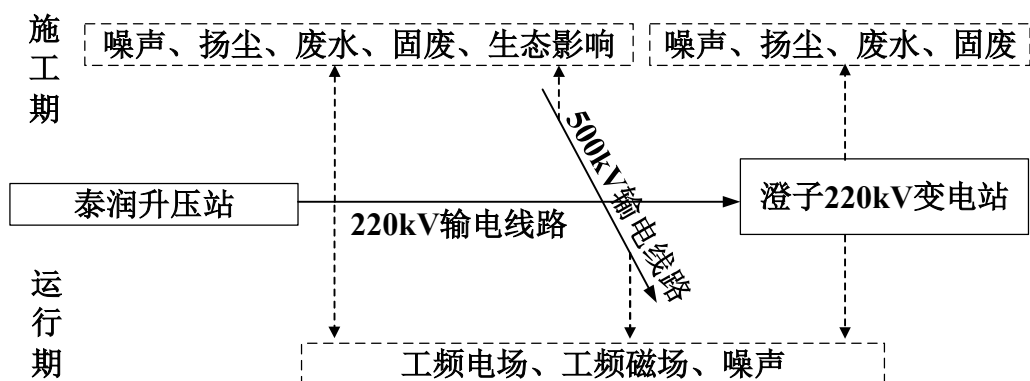 施工期
噪声、扬尘、废水、固废、生态影响
噪声、扬尘、废水、固废
500kV输电线路
泰润升压站
220kV输电线路
澄子220kV变电站
运行期
工频电场、工频磁场、噪声